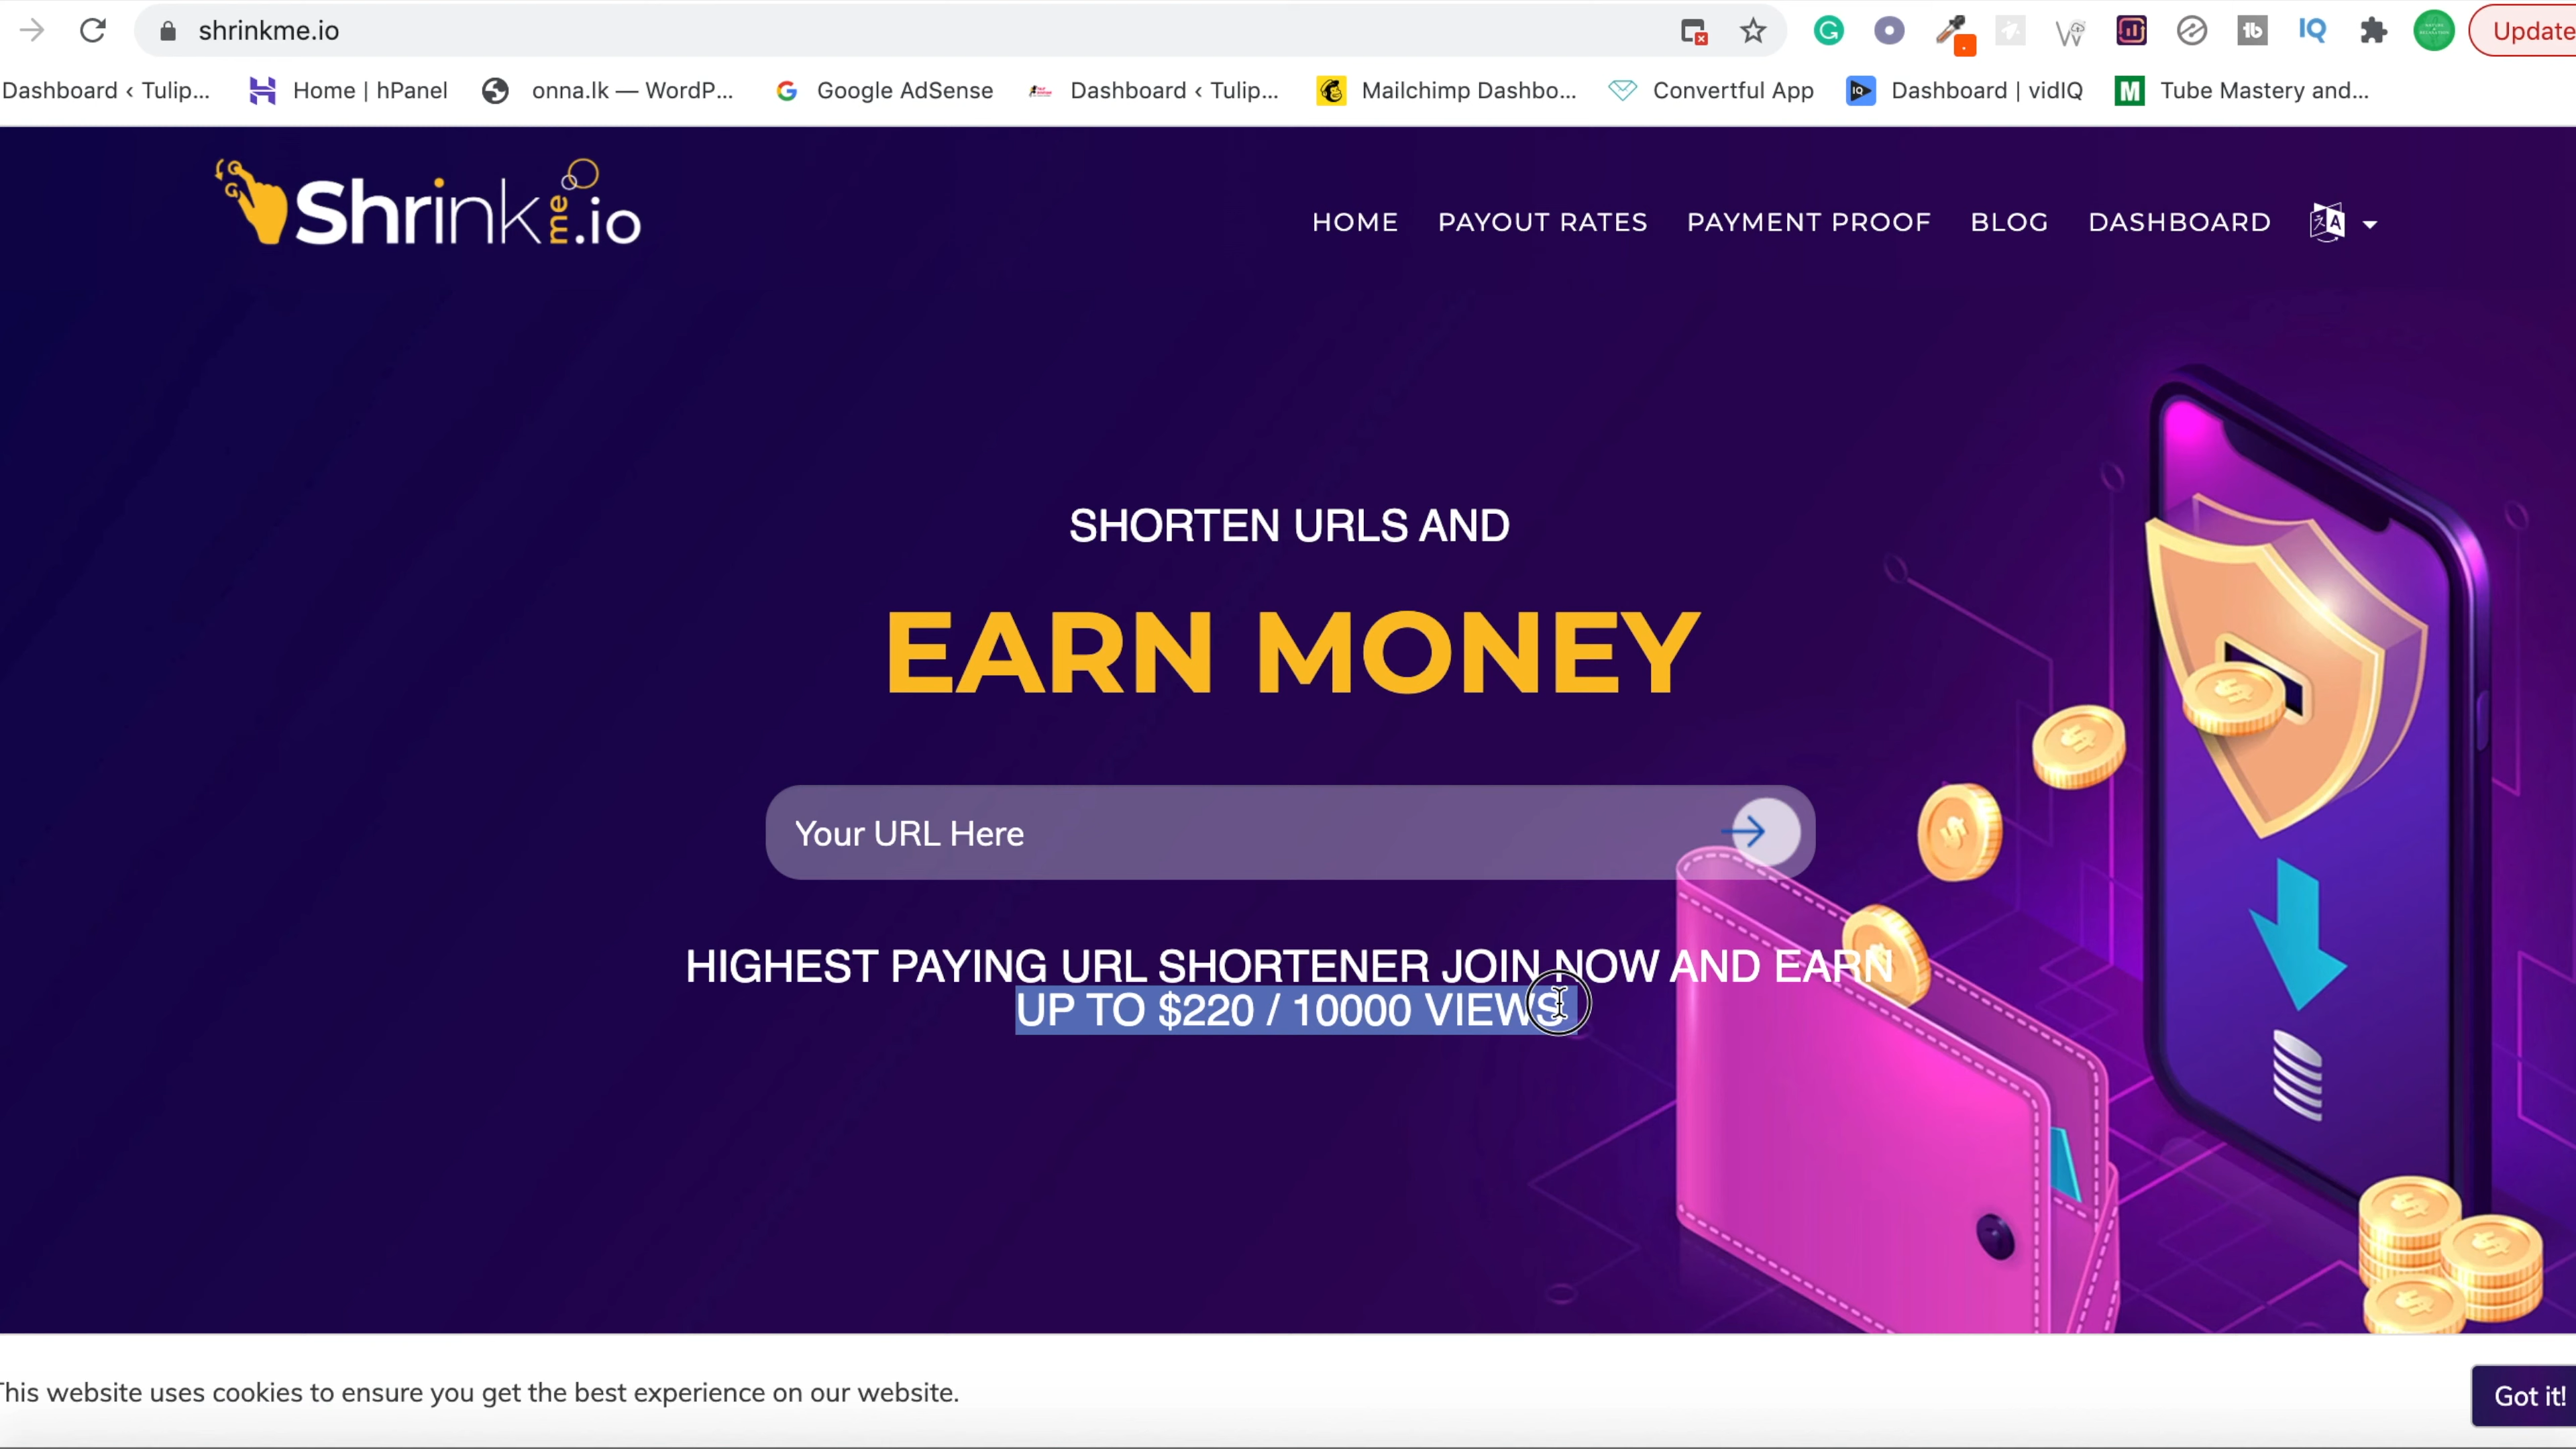 shrinkme.io
Update
Dashboard ‹ Tulip...
Home | hPanel
onna.lk — WordP...
Google AdSense
Dashboard ‹ Tulip...
Mailchimp Dashbo...
Convertful App
Dashboard | vidIQ
Tube Mastery and...
Shrinkme.io
HOME
PAYOUT RATES
PAYMENT PROOF
BLOG
DASHBOARD
SHORTEN URLS AND
EARN MONEY
Your URL Here
HIGHEST PAYING URL SHORTENER JOIN NOW AND EARN
UP TO $220 / 10000 VIEWS
This website uses cookies to ensure you get the best experience on our website.
Got it!